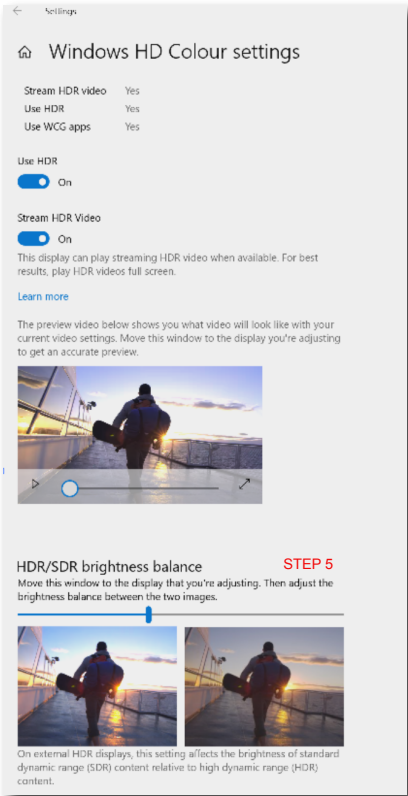 Settings
Windows HD Colour settings
Stream HDR video Yes
Use HDR Yes
Use WCG apps Yes
Use HDR
On
Stream HDR Video
On
This display can play streaming HDR video when available. For best
results, play HDR videos full screen.
Learn more
The preview video below shows you what video will look like with your
current video settings. Move this window to the display you're adjusting
to get an accurate preview.
HDR/SDR brightness balance STEP 5
Move this window to the display that you're adjusting. Then adjust the
brightness balance between the two images.
On external HDR displays, this setting affects the brightness of standard
dynamic range (SDR) content relative to high dynamic range (HDR)
content.